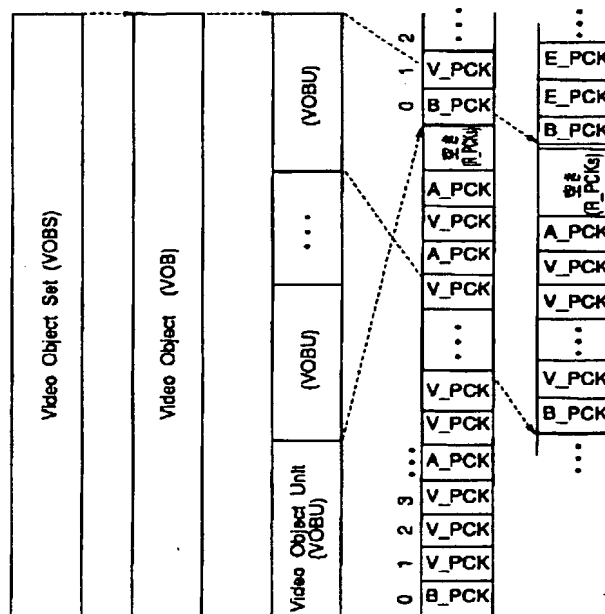 Video Object Set (VOBS)
Video Object (VOB)
(VOBU)
•••
(VOBU)
Video Object Unit
(VOBU)
2
1
0
•••
3
2
1
0
•••
V_PCK
B_PCK
(R_PCKs)
A_PCK
V_PCK
A_PCK
V_PCK
•••
V_PCK
V_PCK
A_PCK
V_PCK
V_PCK
V_PCK
B_PCK
•••
E_PCK
E_PCK
B_PCK
(R_PCKs)
A_PCK
V_PCK
V_PCK
•••
V_PCK
B_PCK
•••